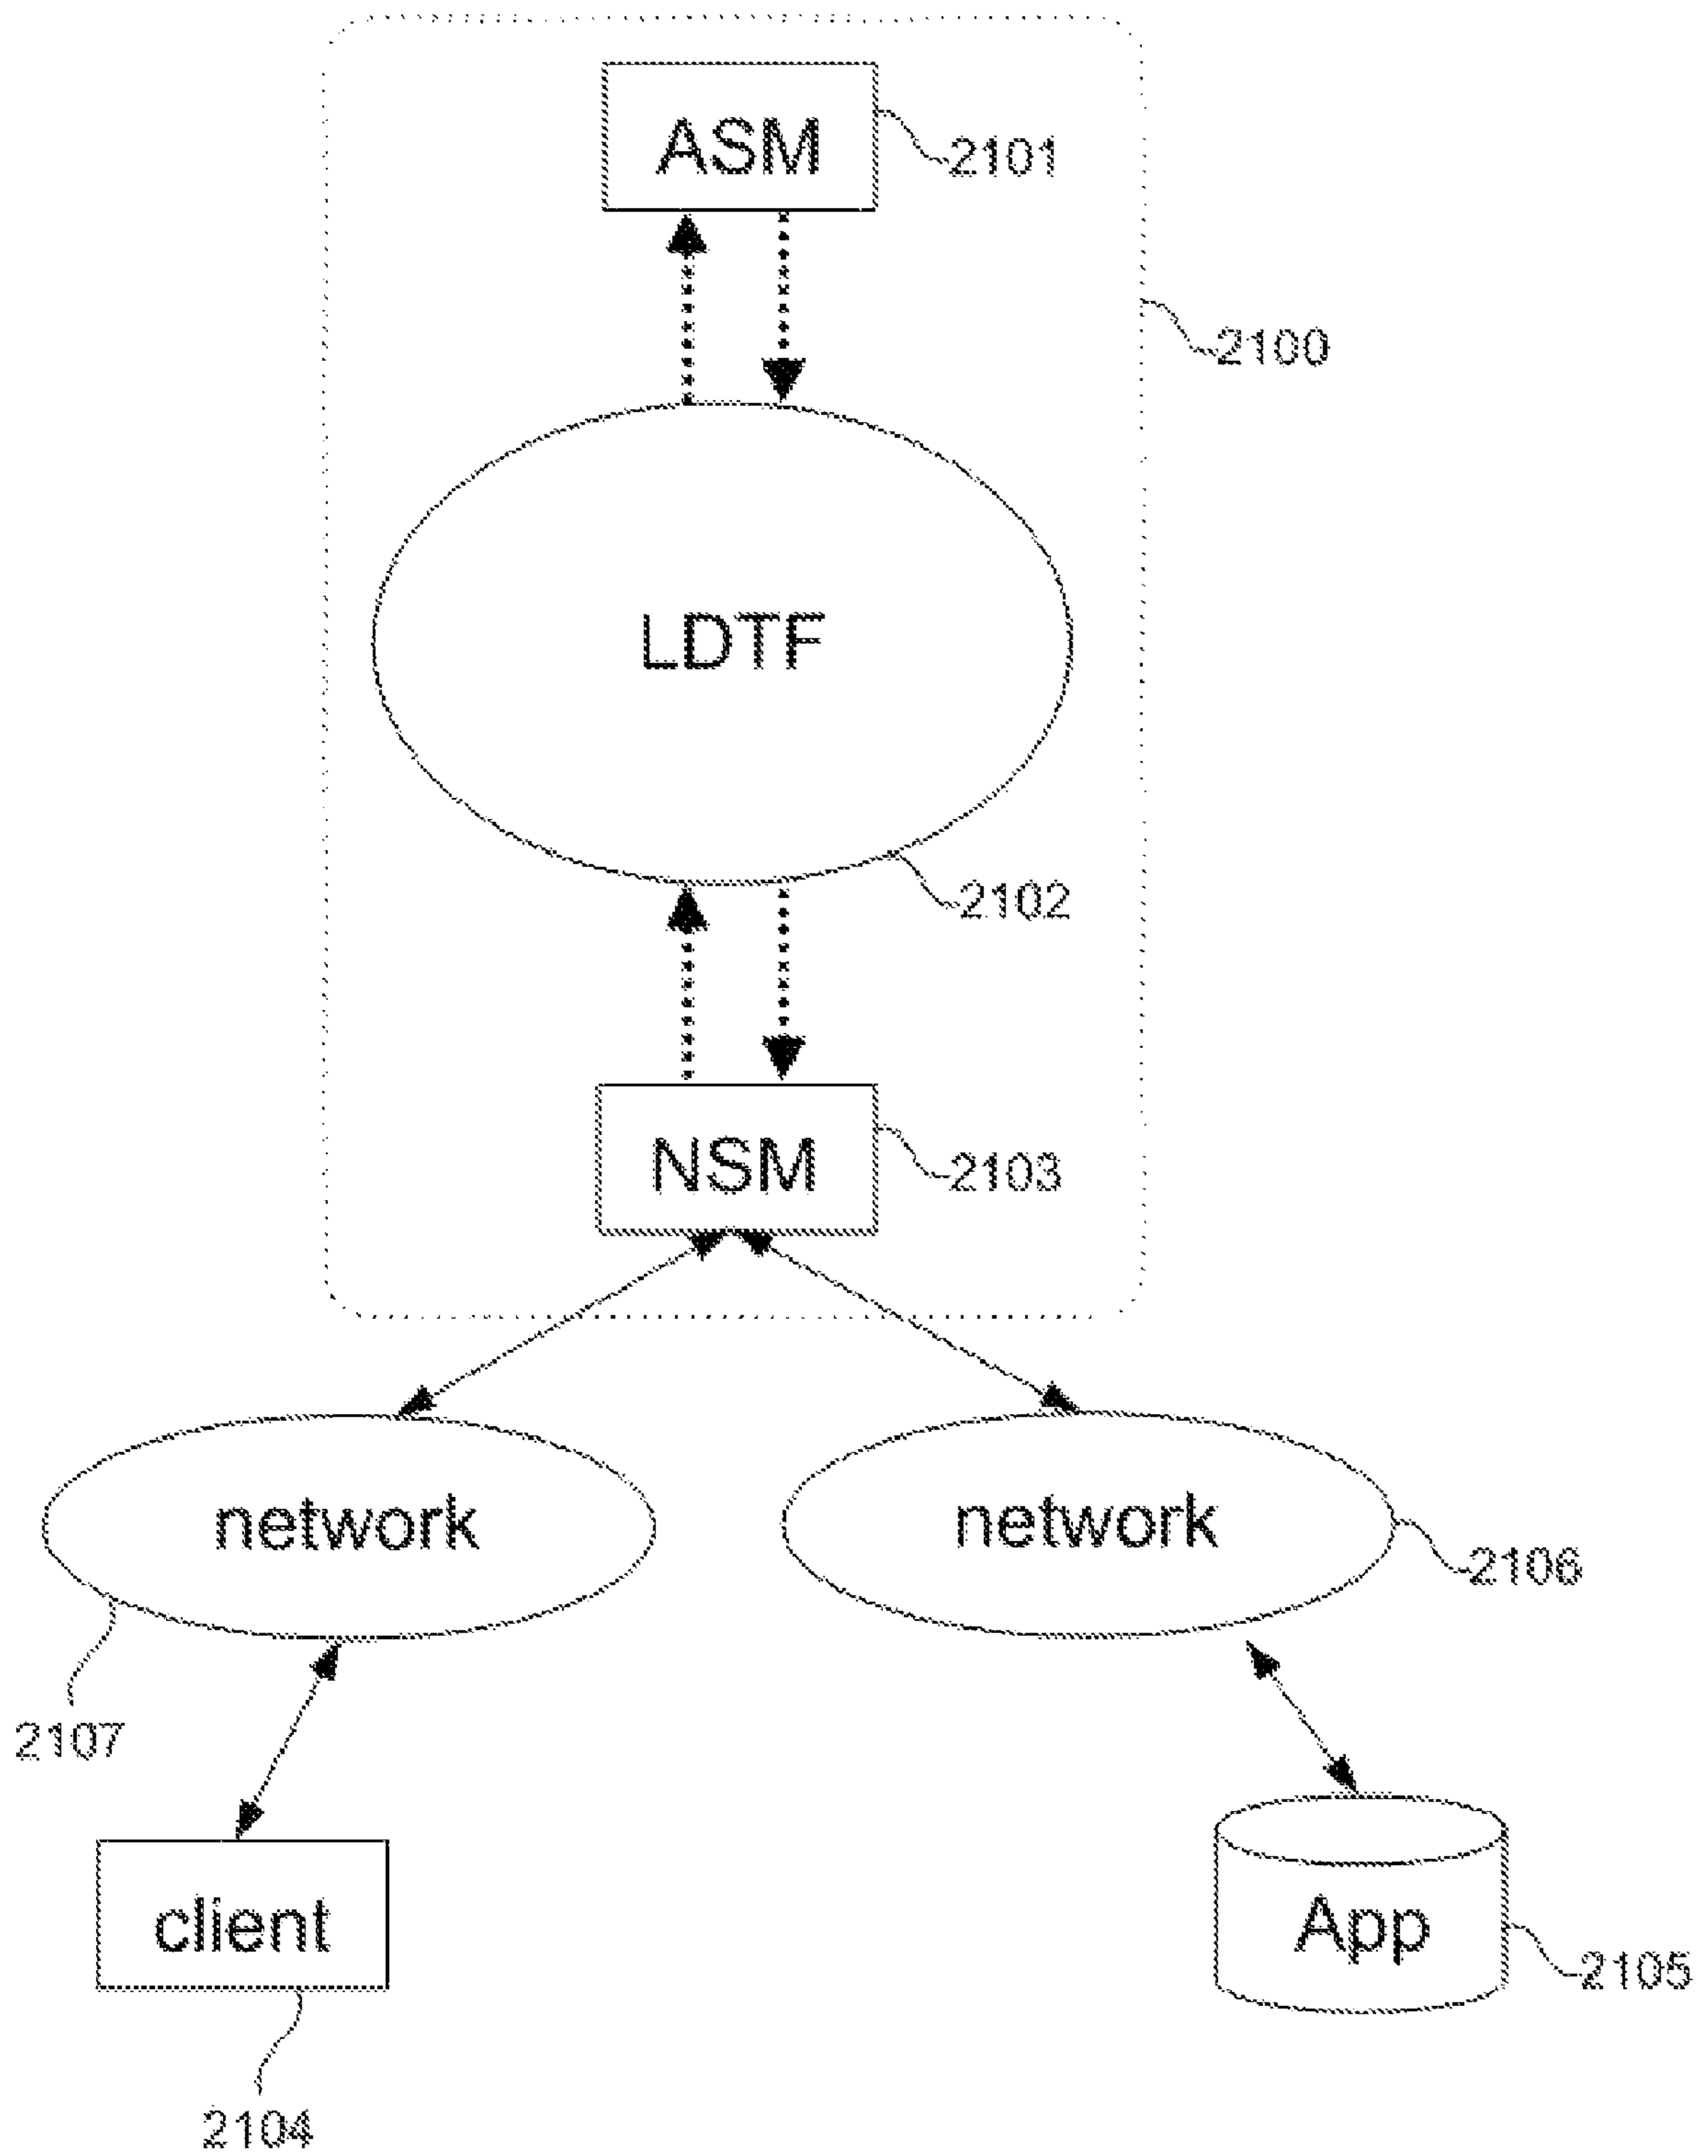 ASM
2101
2100
LDTF
2102
NSM
2103
network
network
2106
2107
client
App
2105
2104